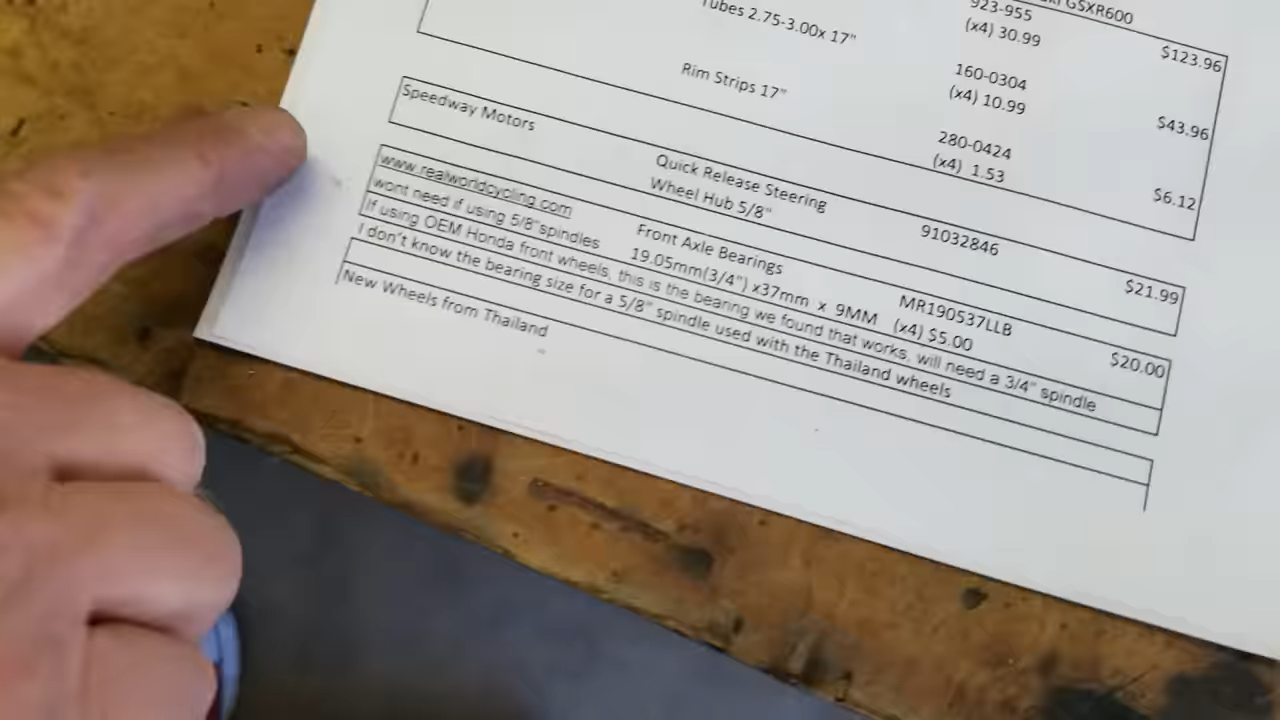 GSXR600
923-955
(x4) 30.99 $123.96
Tubes 2.75-3.00x 17"
160-0304
(x4) 10.99 $43.96
Rim Strips 17"
280-0424
(x4) 1.53 $6.12
Speedway Motors
Quick Release Steering
Wheel Hub 5/8" 91032846 $21.99
www.realworldcycling.com Front Axle Bearings
wont need if using 5/8"spindles 19.05mm(3/4") x37mm x 9MM MR190537LLB
(x4) $5.00 $20.00
If using OEM Honda front wheels, this is the bearing we found that works, will need a 3/4" spindle
I don't know the bearing size for a 5/8" spindle used with the Thailand wheels
New Wheels from Thailand